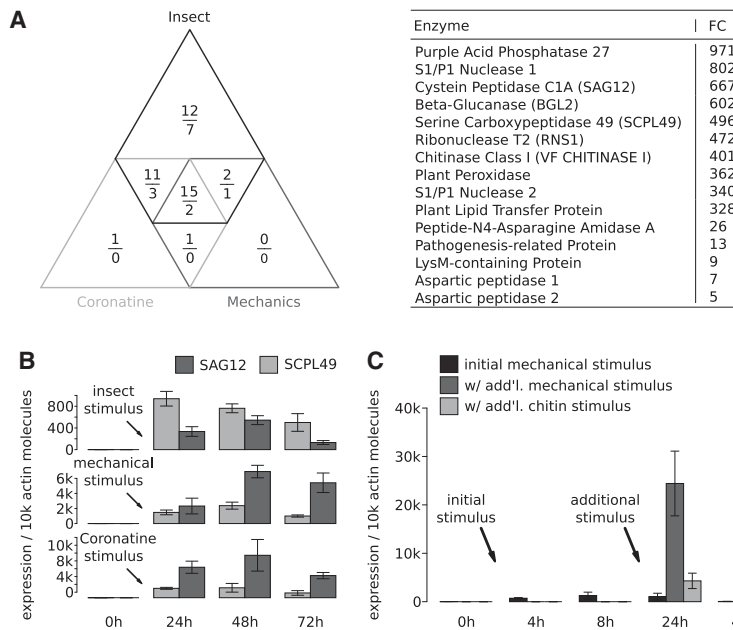 A
Insect
12
7
11
3
15
2
2
1
1
0
1
0
0
0
Coronatine
Mechanics
Enzyme | FC
Purple Acid Phosphatase 27 971
S1/P1 Nuclease 1 802
Cystein Peptidase C1A (SAG12) 667
Beta-Glucanase (BGL2) 602
Serine Carboxypeptidase 49 (SCPL49) 496
Ribonuclease T2 (RNS1) 472
Chitinase Class I (VF CHITINASE I) 401
Plant Peroxidase 362
S1/P1 Nuclease 2 340
Plant Lipid Transfer Protein 328
Peptide-N4-Asparagine Amidase A 26
Pathogenesis-related Protein 13
LysM-containing Protein 9
Aspartic peptidase 1 7
Aspartic peptidase 2 5
B
SAG12 SCPL49
expression / 10k actin molecules
insect
stimulus
800
400
0
mechanical
stimulus
6k
4k
2k
0
Coronatine
stimulus
10k
8k
4k
0
0h 24h 48h 72h
C
initial mechanical stimulus
w/ add'l. mechanical stimulus
w/ add'l. chitin stimulus
expression / 10k actin molecules
40k
30k
20k
10k
0
initial
stimulus
additional
stimulus
0h 4h 8h 24h